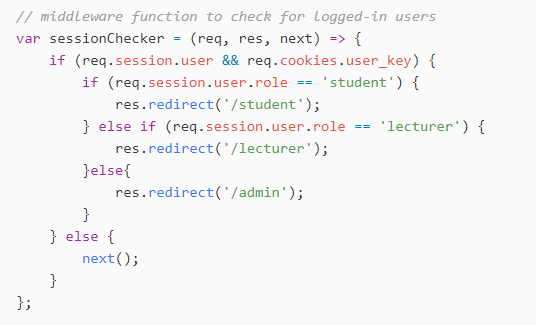 // middleware function to check for logged-in users
var sessionChecker = (req, res, next) => {
    if (req.session.user && req.cookies.user_key) {
        if (req.session.user.role == 'student') {
            res.redirect('/student');
        } else if (req.session.user.role == 'lecturer') {
            res.redirect('/lecturer');
        }else{
            res.redirect('/admin');
        }
    } else {
        next();
    }
};